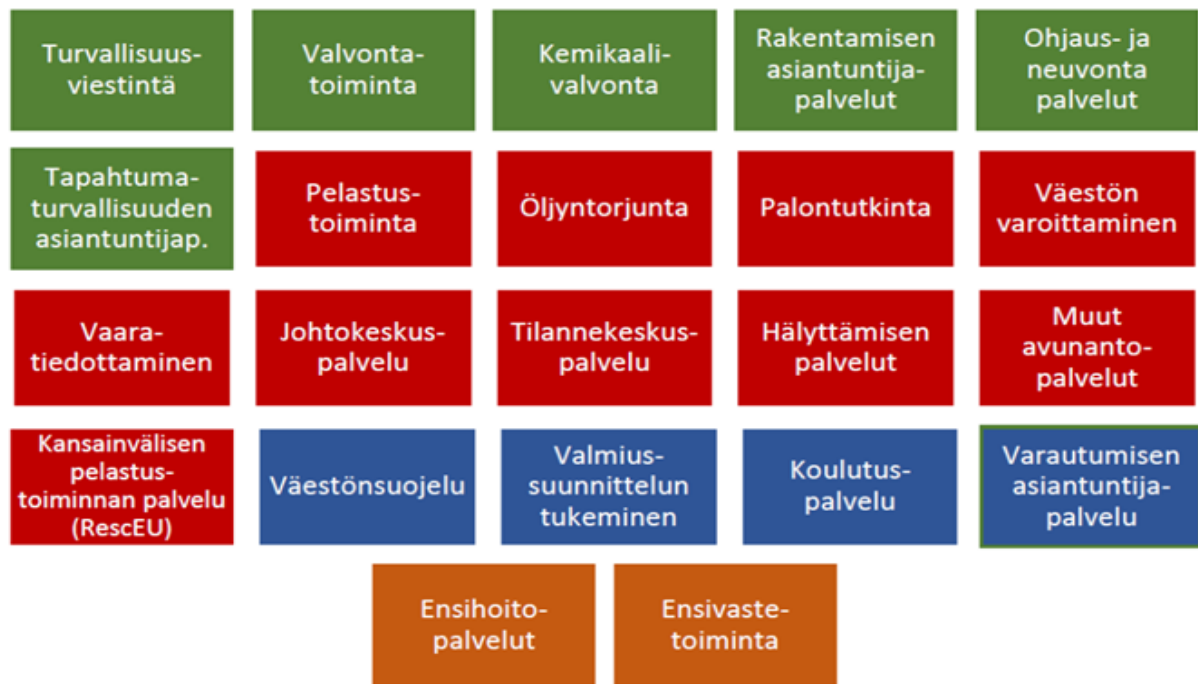 Turvallisuus-
viestintä
Valvonta-
toiminta
Kemikaali-
valvonta
Rakentamisen
asiantuntija-
palvelut
Ohjaus- ja
neuvonta
palvelut
Tapahtuma-
turvallisuuden
asiantuntijap.
Pelastus-
toiminta
Öljyntorjunta
Palontutkinta
Väestön
varoittaminen
Vaara-
tiedottaminen
Johtokeskus-
palvelu
Tilannekeskus-
palvelu
Hälyttämisen
palvelut
Muut
avunanto-
palvelut
Kansainvälisen
pelastus-
toiminnan palvelu
(RescEU)
Väestönsuojelu
Valmius-
suunnittelun
tukeminen
Koulutus-
palvelu
Varautumisen
asiantuntija-
palvelu
Ensihoito-
palvelut
Ensivaste-
toiminta